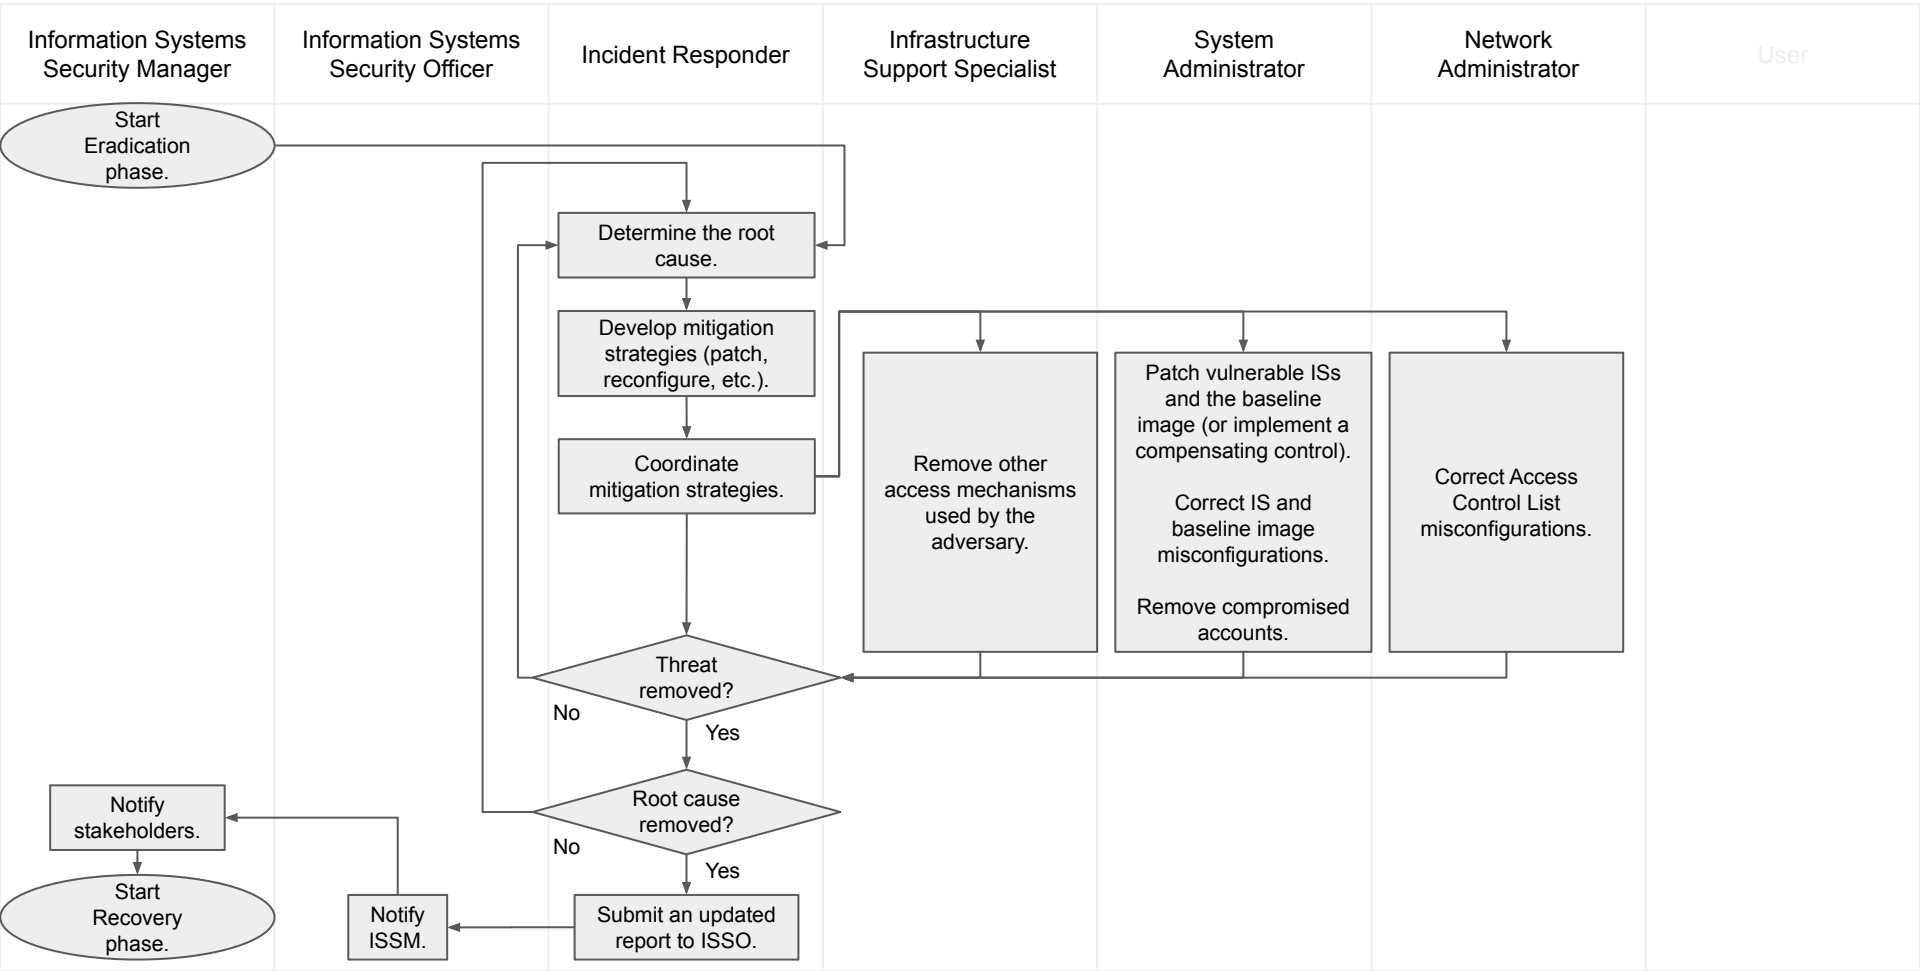 Information Systems
Security Manager
Information Systems
Security Officer
Incident Responder
Infrastructure
Support Specialist
System
Administrator
Network
Administrator
User
Start
Eradication
phase.
Determine the root
cause.
Develop mitigation
strategies (patch,
reconfigure, etc.).
Coordinate
mitigation strategies.
Remove other
access mechanisms
used by the
adversary.
Patch vulnerable ISs
and the baseline
image (or implement a
compensating control).
Correct IS and
baseline image
misconfigurations.
Remove compromised
accounts.
Correct Access
Control List
misconfigurations.
Threat
removed?
No
Yes
Root cause
removed?
No
Yes
Submit an updated
report to ISSO.
Notify
ISSM.
Notify
stakeholders.
Start
Recovery
phase.